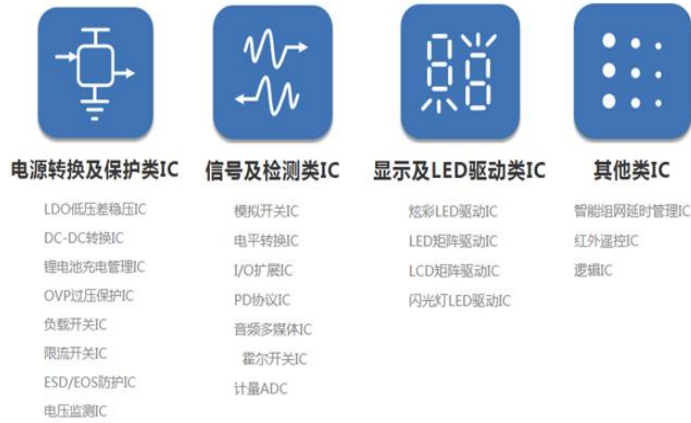 电源转换及保护类IC
LDO低压差稳压IC
DC-DC转换IC
锂电池充电管理IC
OVP过压保护IC
负载开关IC
限流开关IC
ESD/EOS防护IC
电压监测IC
信号及检测类IC
模拟开关IC
电平转换IC
I/O扩展IC
PD协议IC
音频多媒体IC
霍尔开关IC
计量ADC
显示及LED驱动类IC
炫彩LED驱动IC
LED矩阵驱动IC
LCD矩阵驱动IC
闪光灯LED驱动IC
其他类IC
智能组网延时管理IC
红外遥控IC
逻辑IC